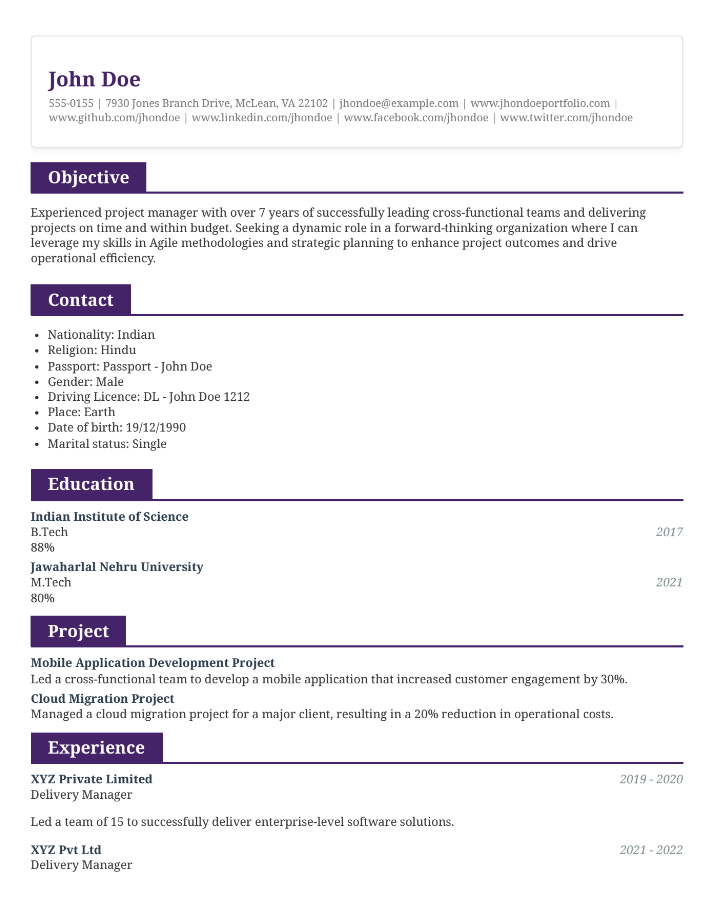 John Doe
555-0155 | 7930 Jones Branch Drive, McLean, VA 22102 | jhondoe@example.com | www.jhondoeportfolio.com |
www.github.com/jhondoe | www.linkedin.com/jhondoe | www.facebook.com/jhondoe | www.twitter.com/jhondoe
Objective
Experienced project manager with over 7 years of successfully leading cross-functional teams and delivering
projects on time and within budget. Seeking a dynamic role in a forward-thinking organization where I can
leverage my skills in Agile methodologies and strategic planning to enhance project outcomes and drive
operational efficiency.
Contact
• Nationality: Indian
• Religion: Hindu
• Passport: Passport - John Doe
• Gender: Male
• Driving Licence: DL - John Doe 1212
• Place: Earth
• Date of birth: 19/12/1990
• Marital status: Single
Education
Indian Institute of Science
B.Tech 2017
88%
Jawaharlal Nehru University
M.Tech 2021
80%
Project
Mobile Application Development Project
Led a cross-functional team to develop a mobile application that increased customer engagement by 30%.
Cloud Migration Project
Managed a cloud migration project for a major client, resulting in a 20% reduction in operational costs.
Experience
XYZ Private Limited 2019 - 2020
Delivery Manager
Led a team of 15 to successfully deliver enterprise-level software solutions.
XYZ Pvt Ltd 2021 - 2022
Delivery Manager